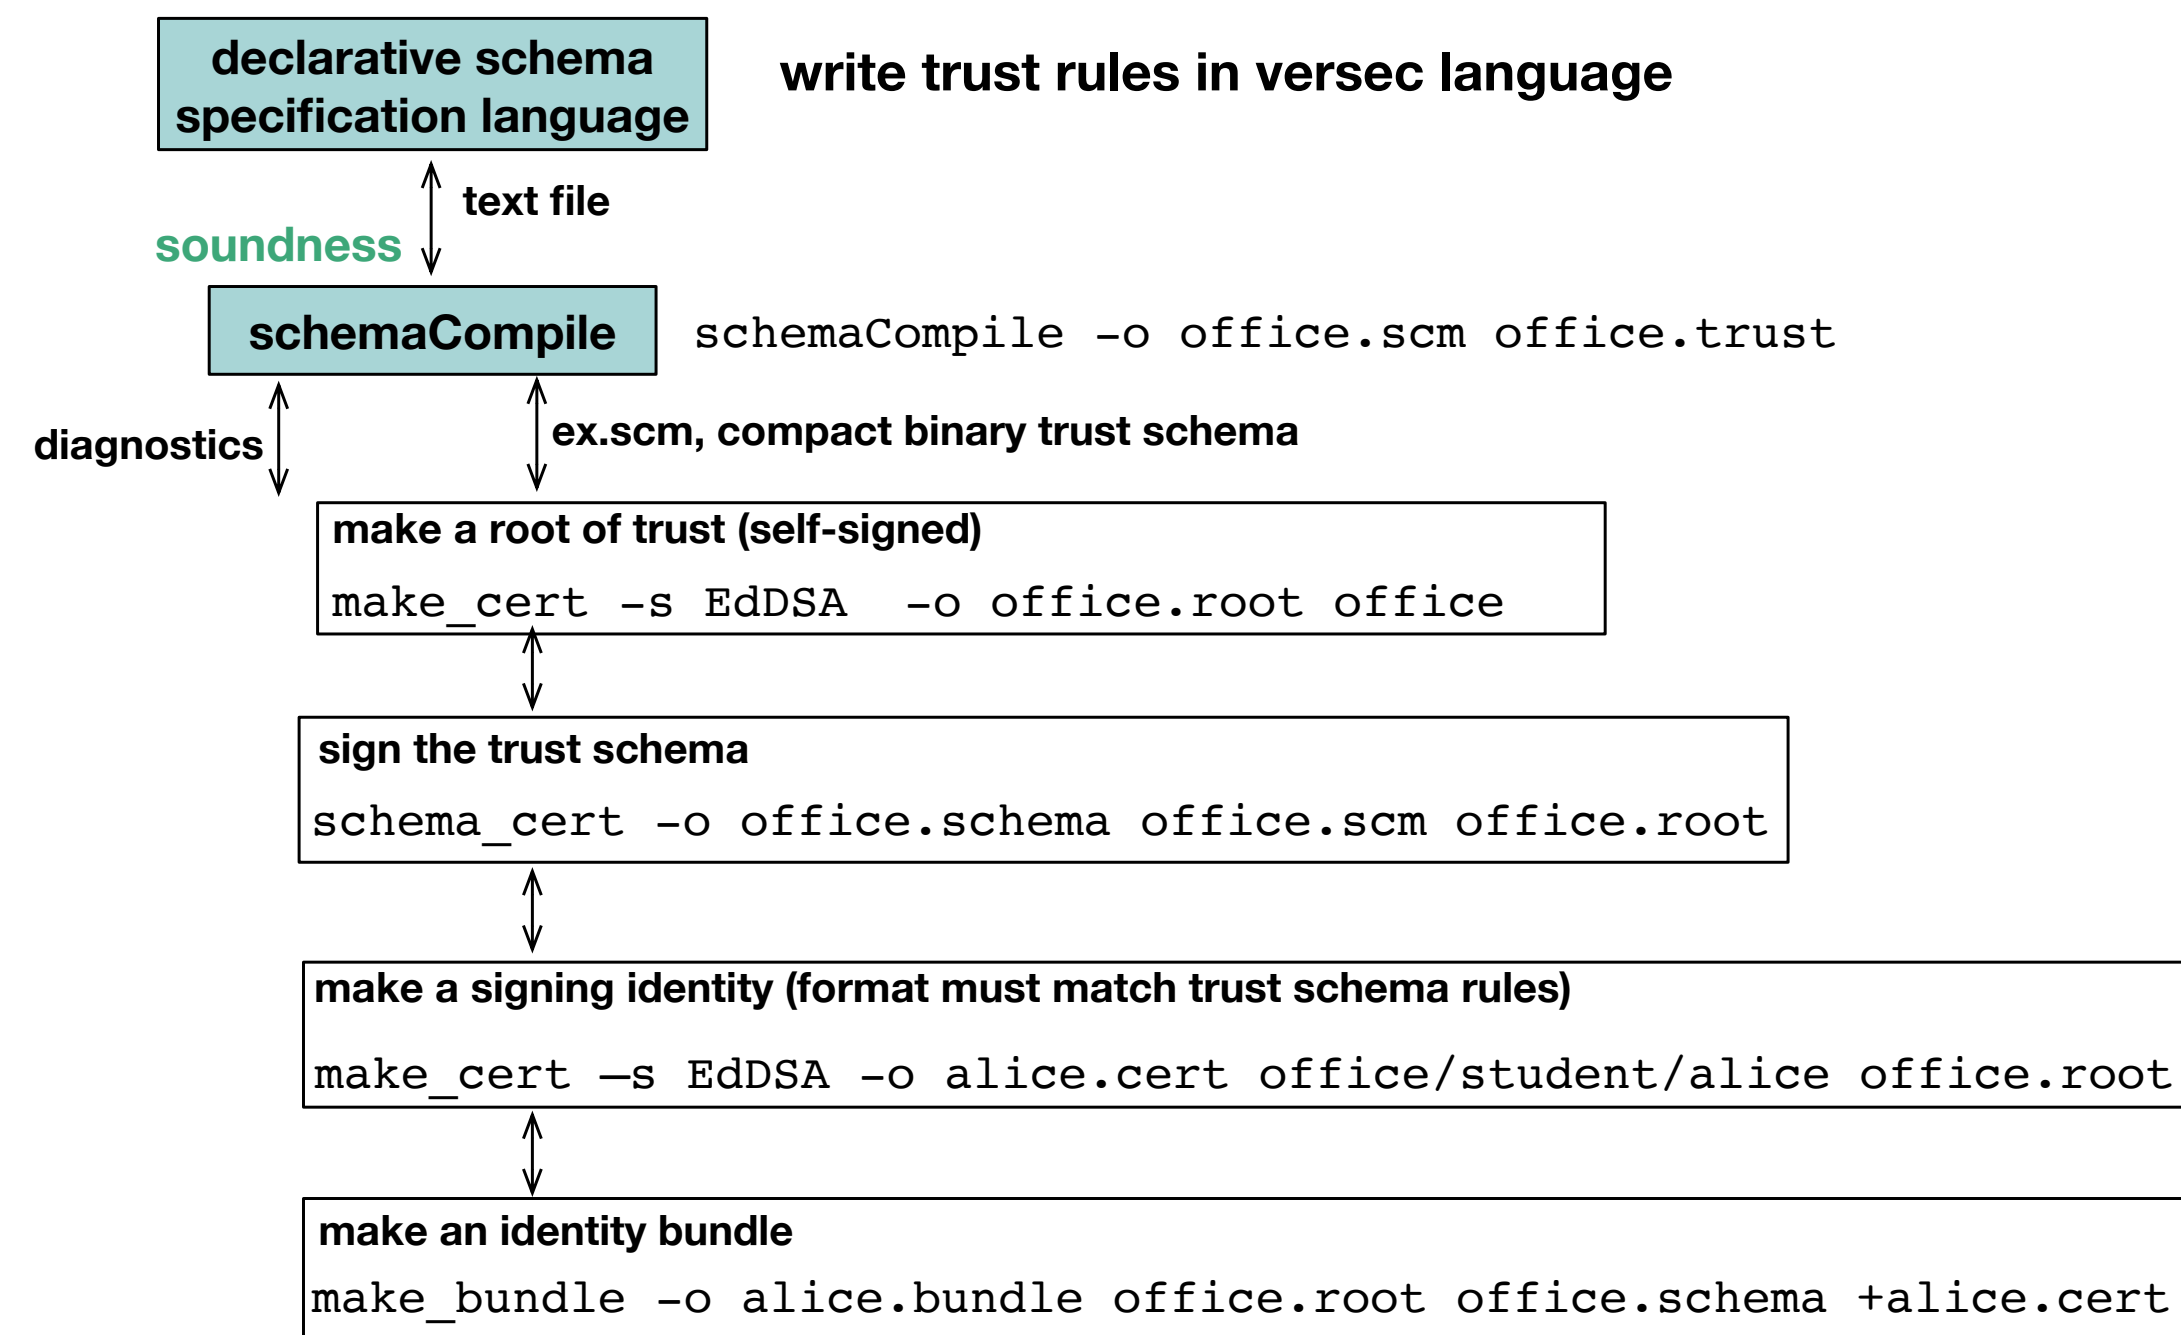 declarative schema
specification language
write trust rules in versec language
text file
soundness
schemaCompile
schemaCompile -o office.scm office.trust
diagnostics
ex.scm, compact binary trust schema
make a root of trust (self-signed)
make_cert -s EdDSA  -o office.root office
sign the trust schema
schema_cert -o office.schema office.scm office.root
make a signing identity (format must match trust schema rules)
make_cert —s EdDSA -o alice.cert office/student/alice office.root
make an identity bundle
make_bundle -o alice.bundle office.root office.schema +alice.cert